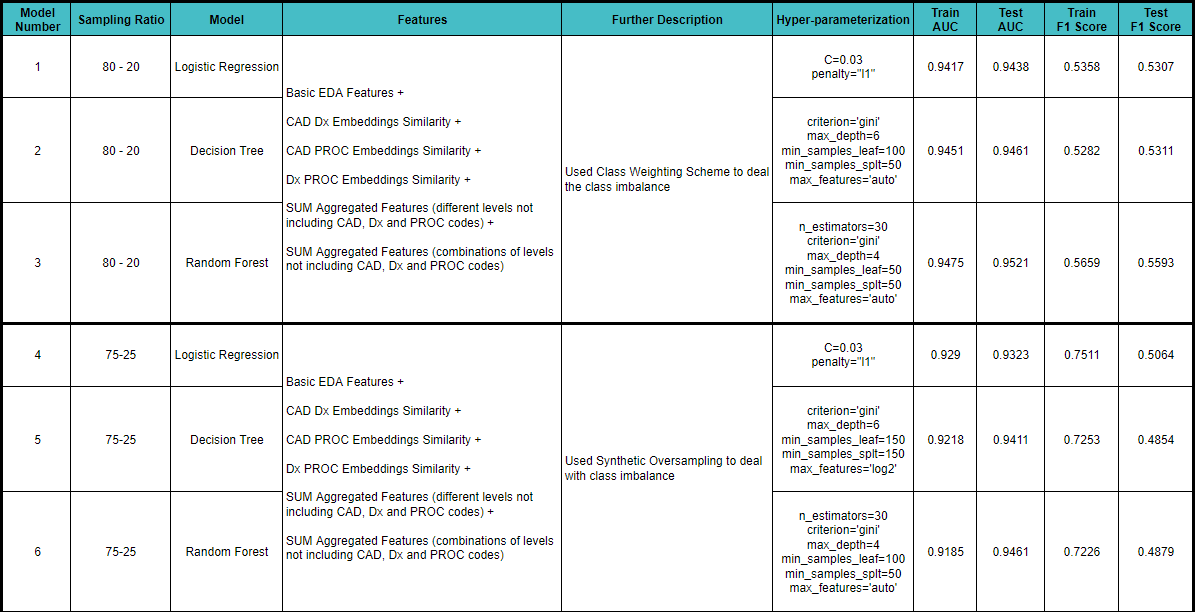 Model Number
Sampling Ratio
Model
Features
Further Description
Hyper-parameterization
Train AUC
Test AUC
Train F1 Score
Test F1 Score
1
80 - 20
Logistic Regression
Basic EDA Features +
CAD Dx Embeddings Similarity +
CAD PROC Embeddings Similarity +
Dx PROC Embeddings Similarity +
SUM Aggregated Features (different levels not
including CAD, Dx and PROC codes) +
SUM Aggregated Features (combinations of levels
not including CAD, Dx and PROC codes)
Used Class Weighting Scheme to deal
the class imbalance
C=0.03
penalty="l1"
0.9417
0.9438
0.5358
0.5307
2
80 - 20
Decision Tree
criterion='gini'
max_depth=6
min_samples_leaf=100
min_samples_splt=50
max_features='auto'
0.9451
0.9461
0.5282
0.5311
3
80 - 20
Random Forest
n_estimators=30
criterion='gini'
max_depth=4
min_samples_leaf=50
min_samples_splt=50
max_features='auto'
0.9475
0.9521
0.5659
0.5593
4
75-25
Logistic Regression
Basic EDA Features +
CAD Dx Embeddings Similarity +
CAD PROC Embeddings Similarity +
Dx PROC Embeddings Similarity +
SUM Aggregated Features (different levels not
including CAD, Dx and PROC codes) +
SUM Aggregated Features (combinations of levels
not including CAD, Dx and PROC codes)
Used Synthetic Oversampling to deal
with class imbalance
C=0.03
penalty="l1"
0.929
0.9323
0.7511
0.5064
5
75-25
Decision Tree
criterion='gini'
max_depth=6
min_samples_leaf=150
min_samples_splt=150
max_features='log2'
0.9218
0.9411
0.7253
0.4854
6
75-25
Random Forest
n_estimators=30
criterion='gini'
max_depth=4
min_samples_leaf=100
min_samples_splt=50
max_features='auto'
0.9185
0.9461
0.7226
0.4879